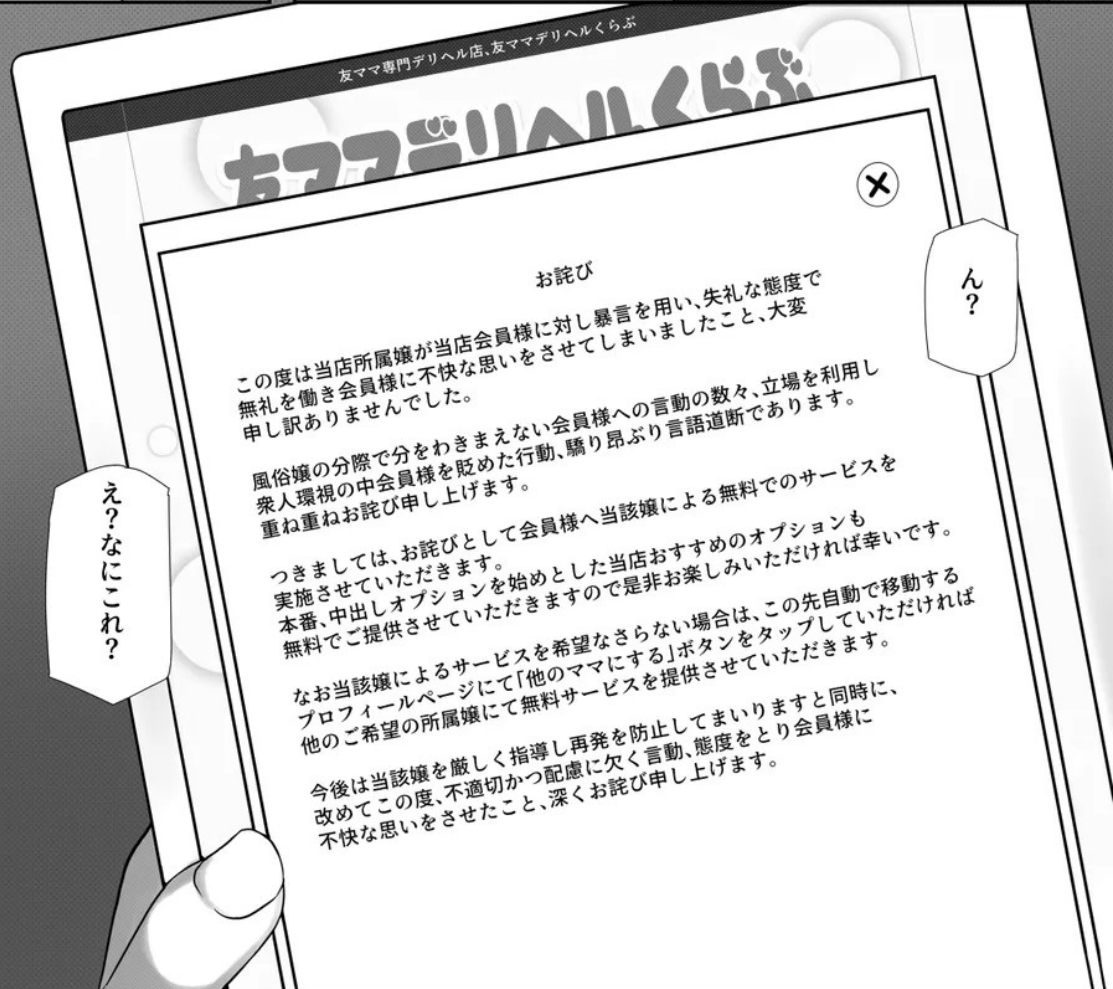 友ママ専門デリヘル店、友ママデリヘルくらぶ
友ママデリヘルくらぶ
ん?
お詫び
この度は当店所属嬢が当店会員様に対し暴言を用い、失礼な態度で
無礼を働き会員様に不快な思いをさせてしまいましたこと、大変
申し訳ありませんでした。
風俗嬢の分際で分をわきまえない会員様への言動の数々、立場を利用し
衆人環視の中会員様を貶めた行動、驕り昂ぶり言語道断であります。
重ね重ねお詫び申し上げます。
つきましては、お詫びとして会員様へ当該嬢による無料でのサービスを
実施させていただきます。
本番、中出しオプションを始めとした当店おすすめのオプションも
無料でご提供させていただきますので是非お楽しみいただければ幸いです。
なお当該嬢によるサービスを希望なさらない場合は、この先自動で移動する
プロフィールページにて「他のママにする」ボタンをタップしていただければ
他のご希望の所属嬢にて無料サービスを提供させていただきます。
今後は当該嬢を厳しく指導し再発を防止してまいりますと同時に、
改めてこの度、不適切かつ配慮に欠く言動、態度をとり会員様に
不快な思いをさせたこと、深くお詫び申し上げます。
え?なにこれ?